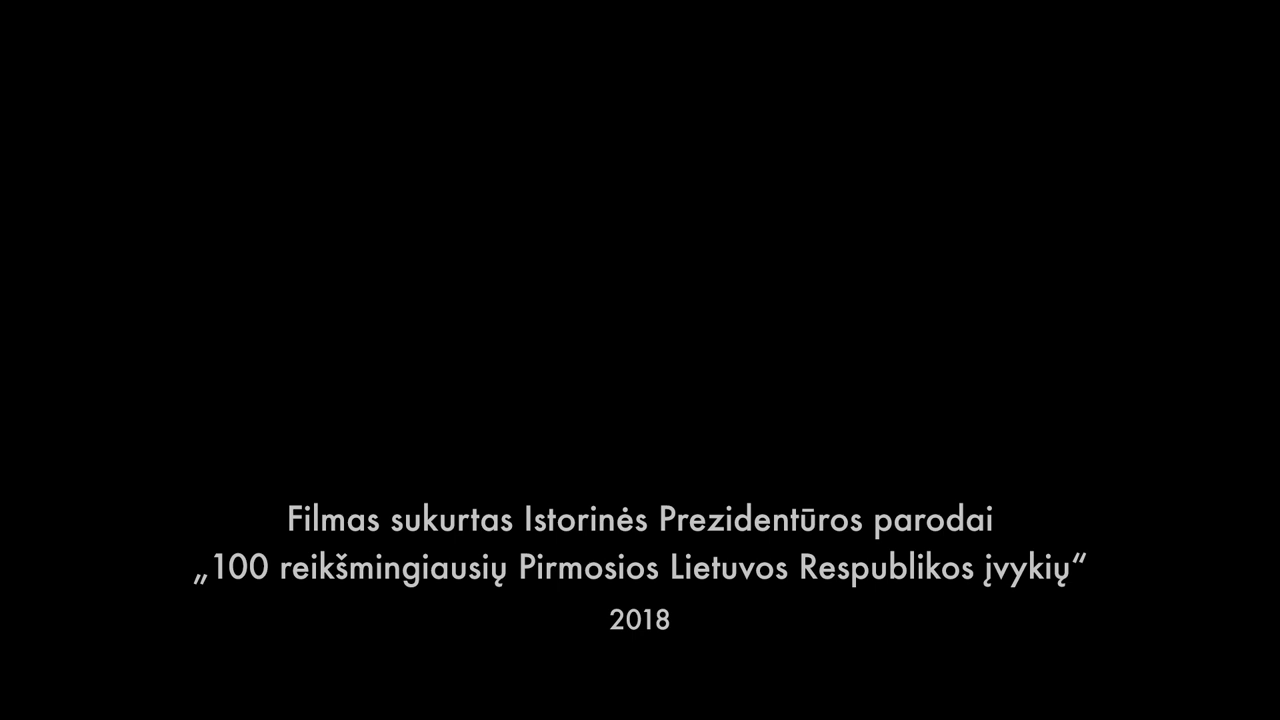 Filmas sukurtas Istorinės Prezidentūros parodai
„100 reikšmingiausių Pirmosios Lietuvos Respublikos įvykių“
2018